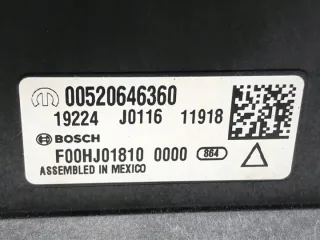 00520646360
19224 J0116 11918
BOSCH
F00HJ01810 0000 864
ASSEMBLED IN MEXICO